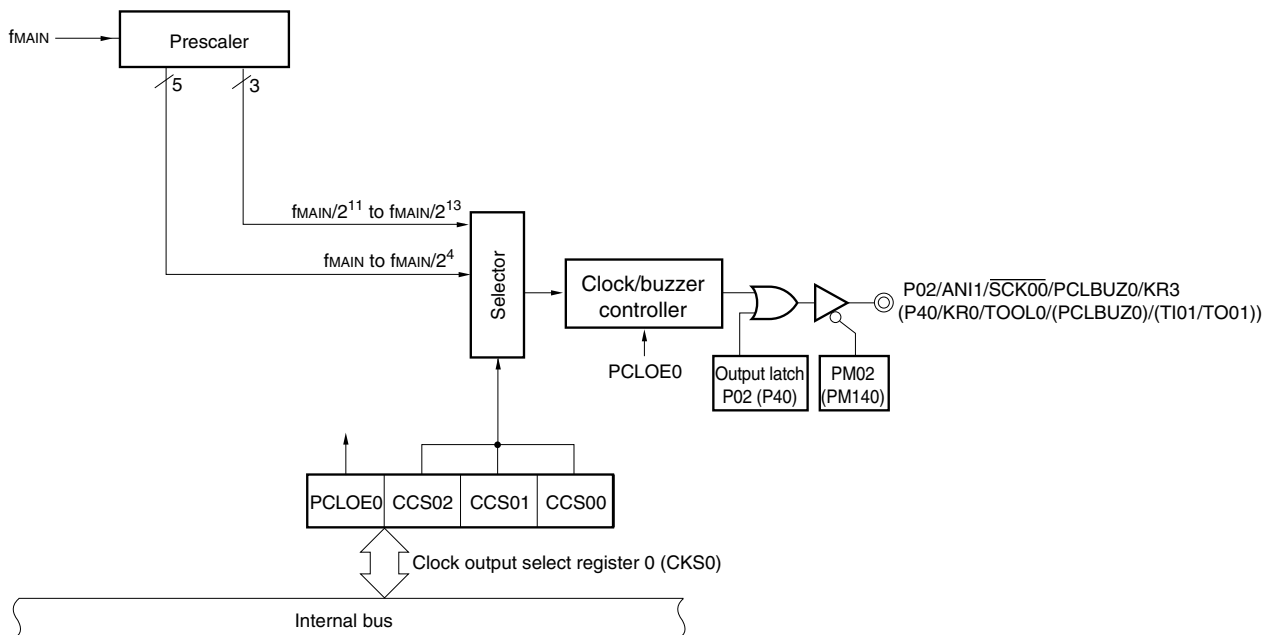 fMAIN
Prescaler
5
3
fMAIN/2^11 to fMAIN/2^13
fMAIN to fMAIN/2^4
Selector
Clock/buzzer
controller
PCLOE0
Output latch
P02 (P40)
PM02
(PM140)
P02/ANI1/S̅C̅K̅0̅0̅/PCLBUZ0/KR3
(P40/KR0/TOOL0/(PCLBUZ0)/(TI01/TO01))
PCLOE0 CCS02 CCS01 CCS00
Clock output select register 0 (CKS0)
Internal bus